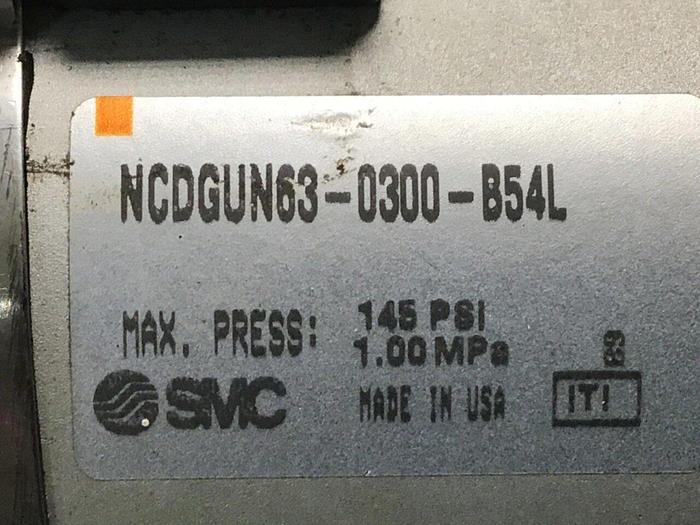 NCDGUN63-0300-B54L
MAX. PRESS: 145 PSI
1.00 MPa
SMC MADE IN USA ITI